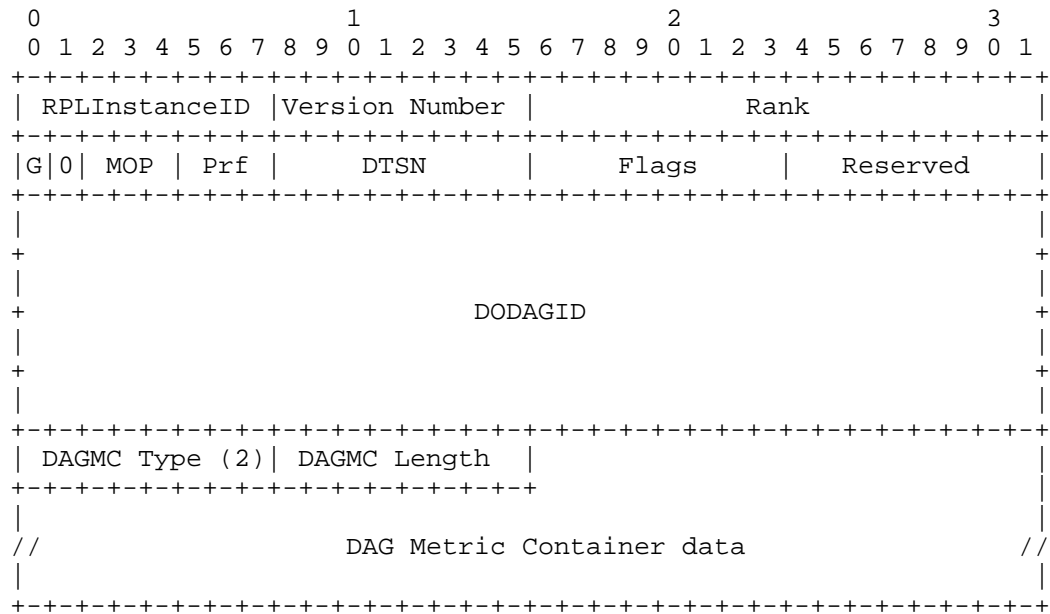 0                   1                   2                   3
 0 1 2 3 4 5 6 7 8 9 0 1 2 3 4 5 6 7 8 9 0 1 2 3 4 5 6 7 8 9 0 1
+-+-+-+-+-+-+-+-+-+-+-+-+-+-+-+-+-+-+-+-+-+-+-+-+-+-+-+-+-+-+-+-+
| RPLInstanceID |Version Number |             Rank              |
+-+-+-+-+-+-+-+-+-+-+-+-+-+-+-+-+-+-+-+-+-+-+-+-+-+-+-+-+-+-+-+-+
|G|0| MOP | Prf |     DTSN      |     Flags     |   Reserved    |
+-+-+-+-+-+-+-+-+-+-+-+-+-+-+-+-+-+-+-+-+-+-+-+-+-+-+-+-+-+-+-+-+
|                                                               |
+                                                               +
|                                                               |
+                            DODAGID                            +
|                                                               |
+                                                               +
|                                                               |
+-+-+-+-+-+-+-+-+-+-+-+-+-+-+-+-+-+-+-+-+-+-+-+-+-+-+-+-+-+-+-+-+
| DAGMC Type (2)| DAGMC Length  |                               |
+-+-+-+-+-+-+-+-+-+-+-+-+-+-+-+-+                               |
|                                                               |
//                   DAG Metric Container data                 //
|                                                               |
+-+-+-+-+-+-+-+-+-+-+-+-+-+-+-+-+-+-+-+-+-+-+-+-+-+-+-+-+-+-+-+-+